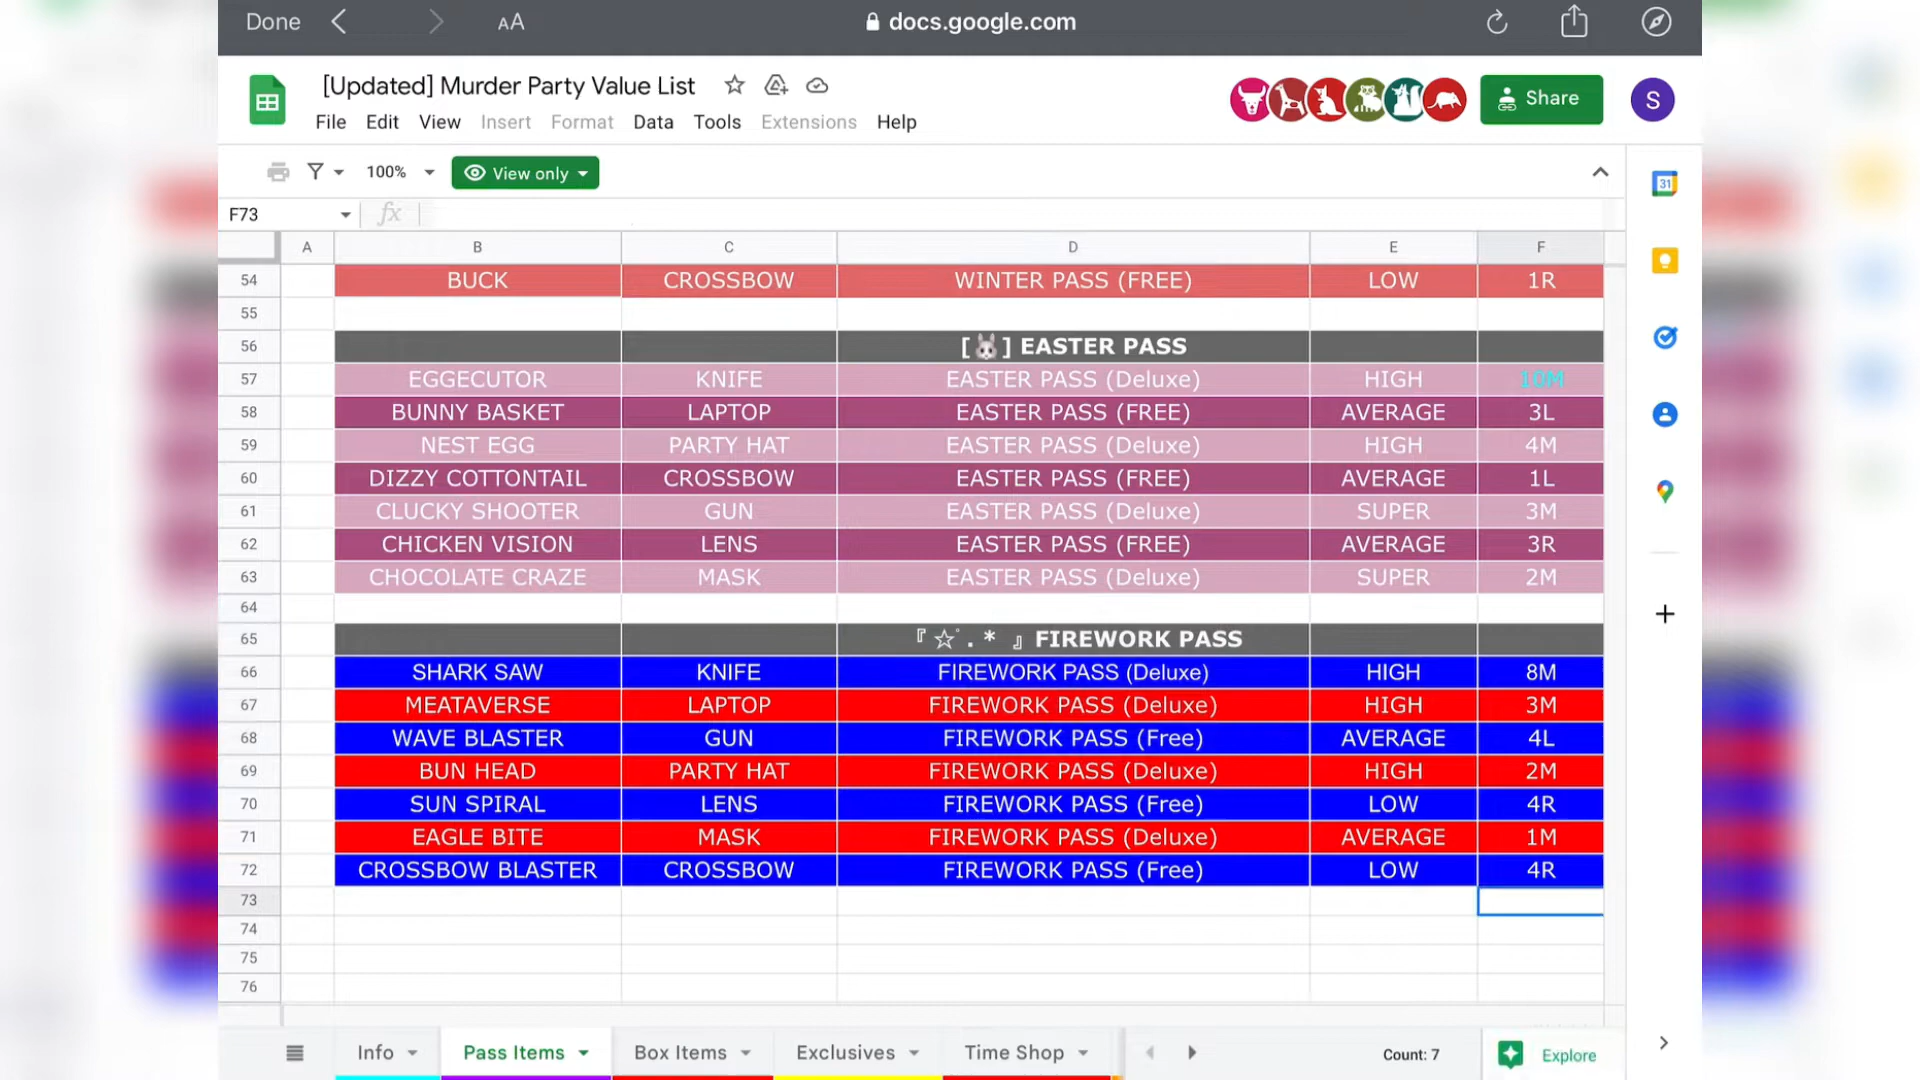 Done AA docs.google.com
[Updated] Murder Party Value List
Share S
File Edit View Insert Format Data Tools Extensions Help
100% View only
31
F73 fx
A B C D E F
54 BUCK CROSSBOW WINTER PASS (FREE) LOW 1R
55
56 [🐰] EASTER PASS
57 EGGECUTOR KNIFE EASTER PASS (Deluxe) HIGH 10M
58 BUNNY BASKET LAPTOP EASTER PASS (FREE) AVERAGE 3L
59 NEST EGG PARTY HAT EASTER PASS (Deluxe) HIGH 4M
60 DIZZY COTTONTAIL CROSSBOW EASTER PASS (FREE) AVERAGE 1L
61 CLUCKY SHOOTER GUN EASTER PASS (Deluxe) SUPER 3M
62 CHICKEN VISION LENS EASTER PASS (FREE) AVERAGE 3R
63 CHOCOLATE CRAZE MASK EASTER PASS (Deluxe) SUPER 2M
64
65 『☆ﾟ. * 』FIREWORK PASS
66 SHARK SAW KNIFE FIREWORK PASS (Deluxe) HIGH 8M
67 MEATAVERSE LAPTOP FIREWORK PASS (Deluxe) HIGH 3M
68 WAVE BLASTER GUN FIREWORK PASS (Free) AVERAGE 4L
69 BUN HEAD PARTY HAT FIREWORK PASS (Deluxe) HIGH 2M
70 SUN SPIRAL LENS FIREWORK PASS (Free) LOW 4R
71 EAGLE BITE MASK FIREWORK PASS (Deluxe) AVERAGE 1M
72 CROSSBOW BLASTER CROSSBOW FIREWORK PASS (Free) LOW 4R
73
74
75
76
Info Pass Items Box Items Exclusives Time Shop Count: 7 Explore